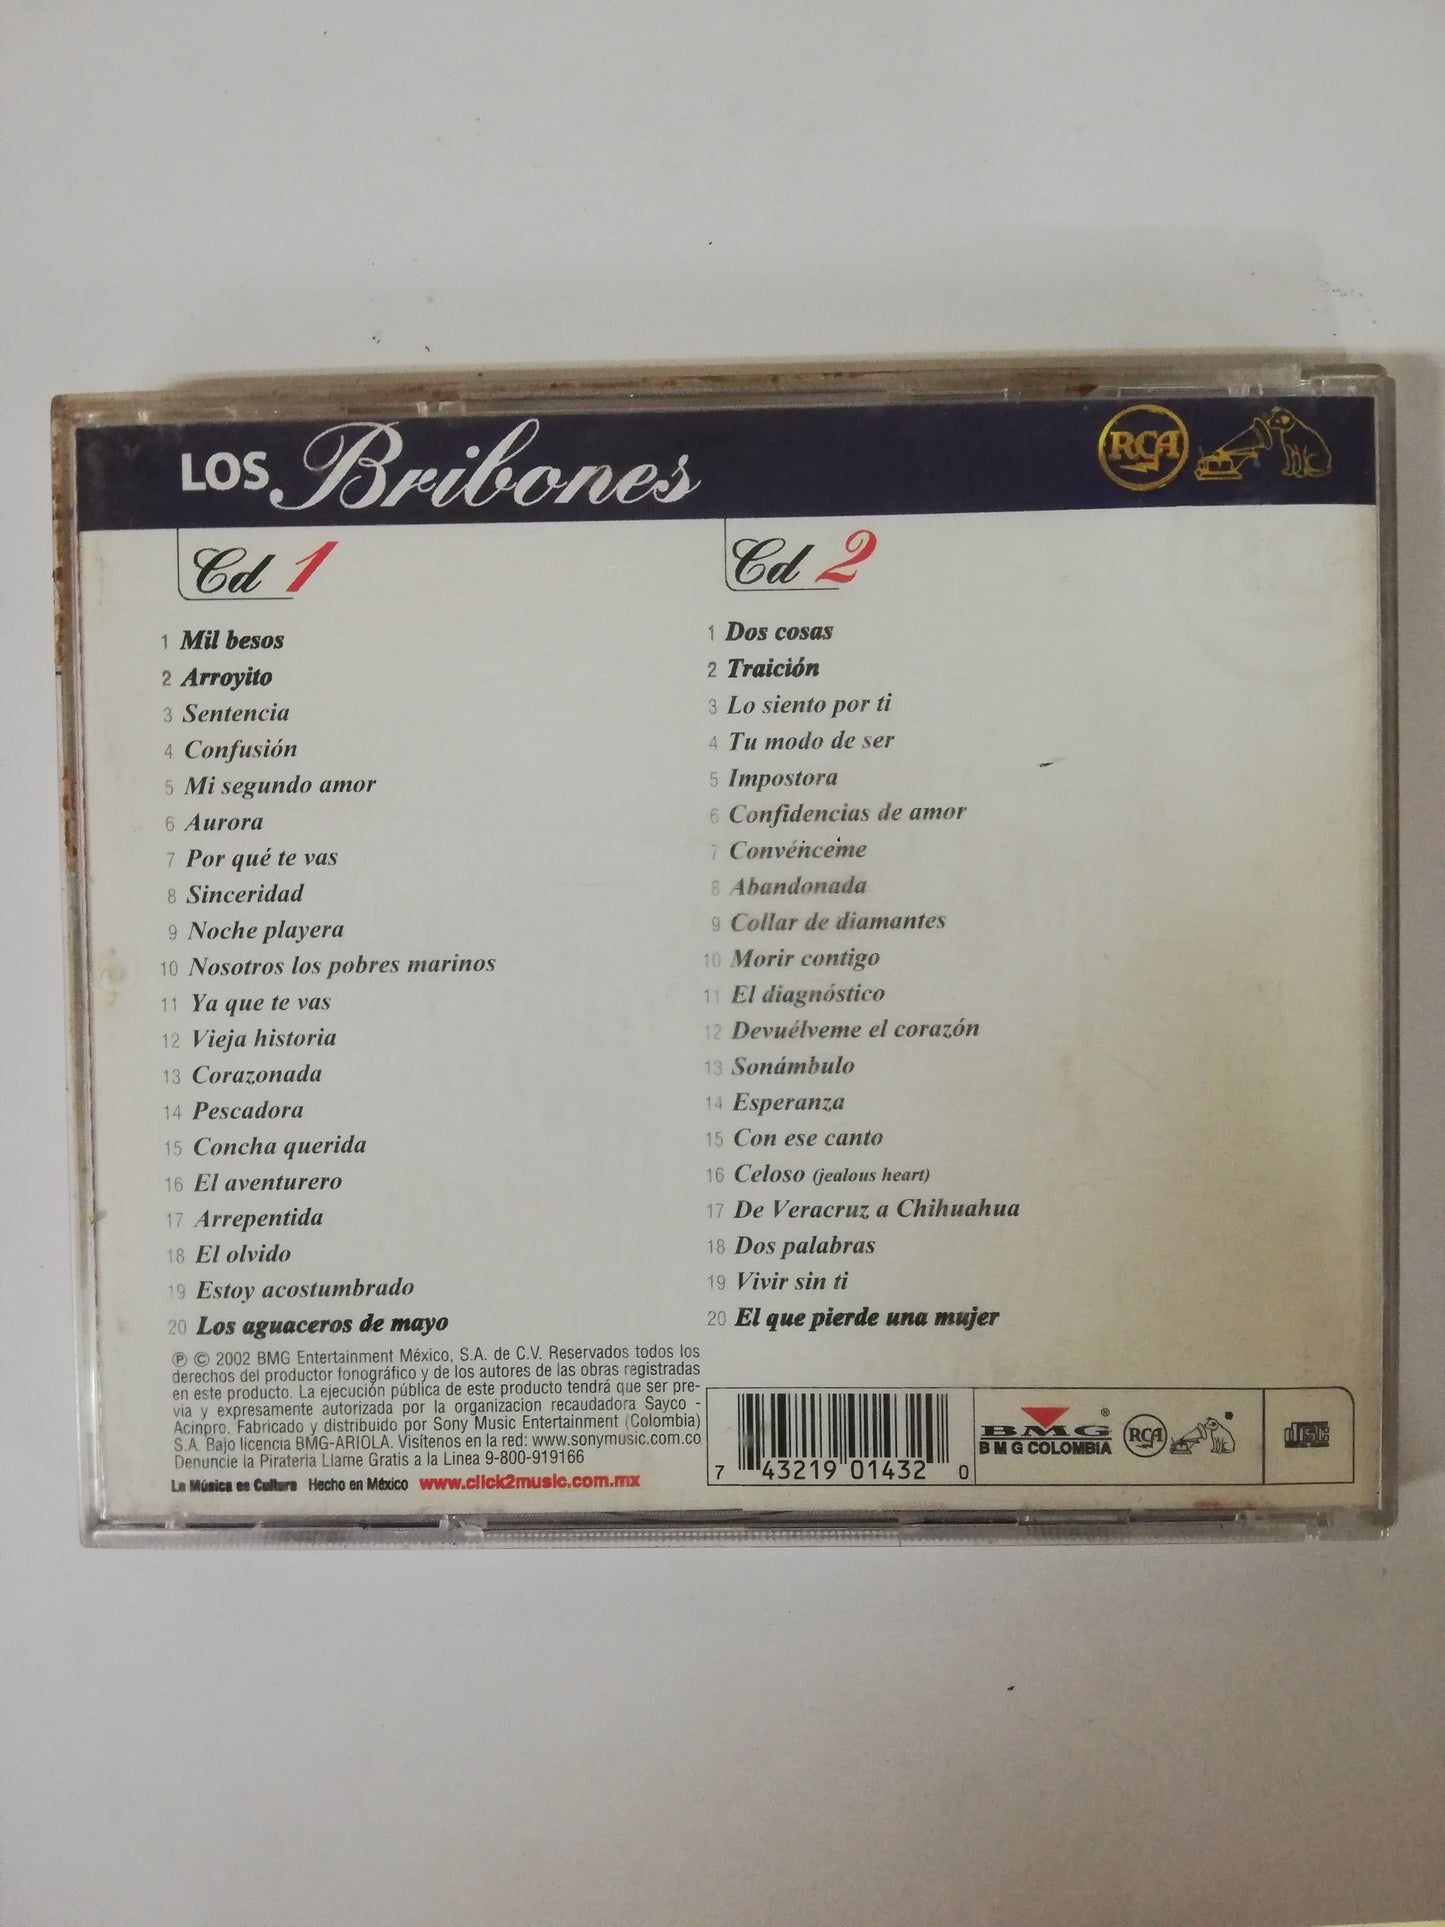 LOS Bribones
RCA
Cd 1
1 Mil besos
2 Arroyito
3 Sentencia
4 Confusión
5 Mi segundo amor
6 Aurora
7 Por qué te vas
8 Sinceridad
9 Noche playera
10 Nosotros los pobres marinos
11 Ya que te vas
12 Vieja historia
13 Corazonada
14 Pescadora
15 Concha querida
16 El aventurero
17 Arrepentida
18 El olvido
19 Estoy acostumbrado
20 Los aguaceros de mayo
Cd 2
1 Dos cosas
2 Traición
3 Lo siento por ti
4 Tu modo de ser
5 Impostora
6 Confidencias de amor
7 Convénceme
8 Abandonada
9 Collar de diamantes
10 Morir contigo
11 El diagnóstico
12 Devuélveme el corazón
13 Sonámbulo
14 Esperanza
15 Con ese canto
16 Celoso (jealous heart)
17 De Veracruz a Chihuahua
18 Dos palabras
19 Vivir sin ti
20 El que pierde una mujer
℗ © 2002 BMG Entertainment México, S.A. de C.V. Reservados todos los
derechos del productor fonográfico y de los autores de las obras registradas
en este producto. La ejecución pública de este producto tendrá que ser pre-
via y expresamente autorizada por la organizacion recaudadora Sayco -
Acinpro. Fabricado y distribuido por Sony Music Entertainment (Colombia)
S.A. Bajo licencia BMG-ARIOLA. Visítenos en la red: www.sonymusic.com.co
Denuncie la Pirateria Llame Gratis a la Linea 9-800-919166
La Música es Cultura Hecho en México www.click2music.com.mx
7 43219 01432 0
BMG ®
BMG COLOMBIA
RCA
disc